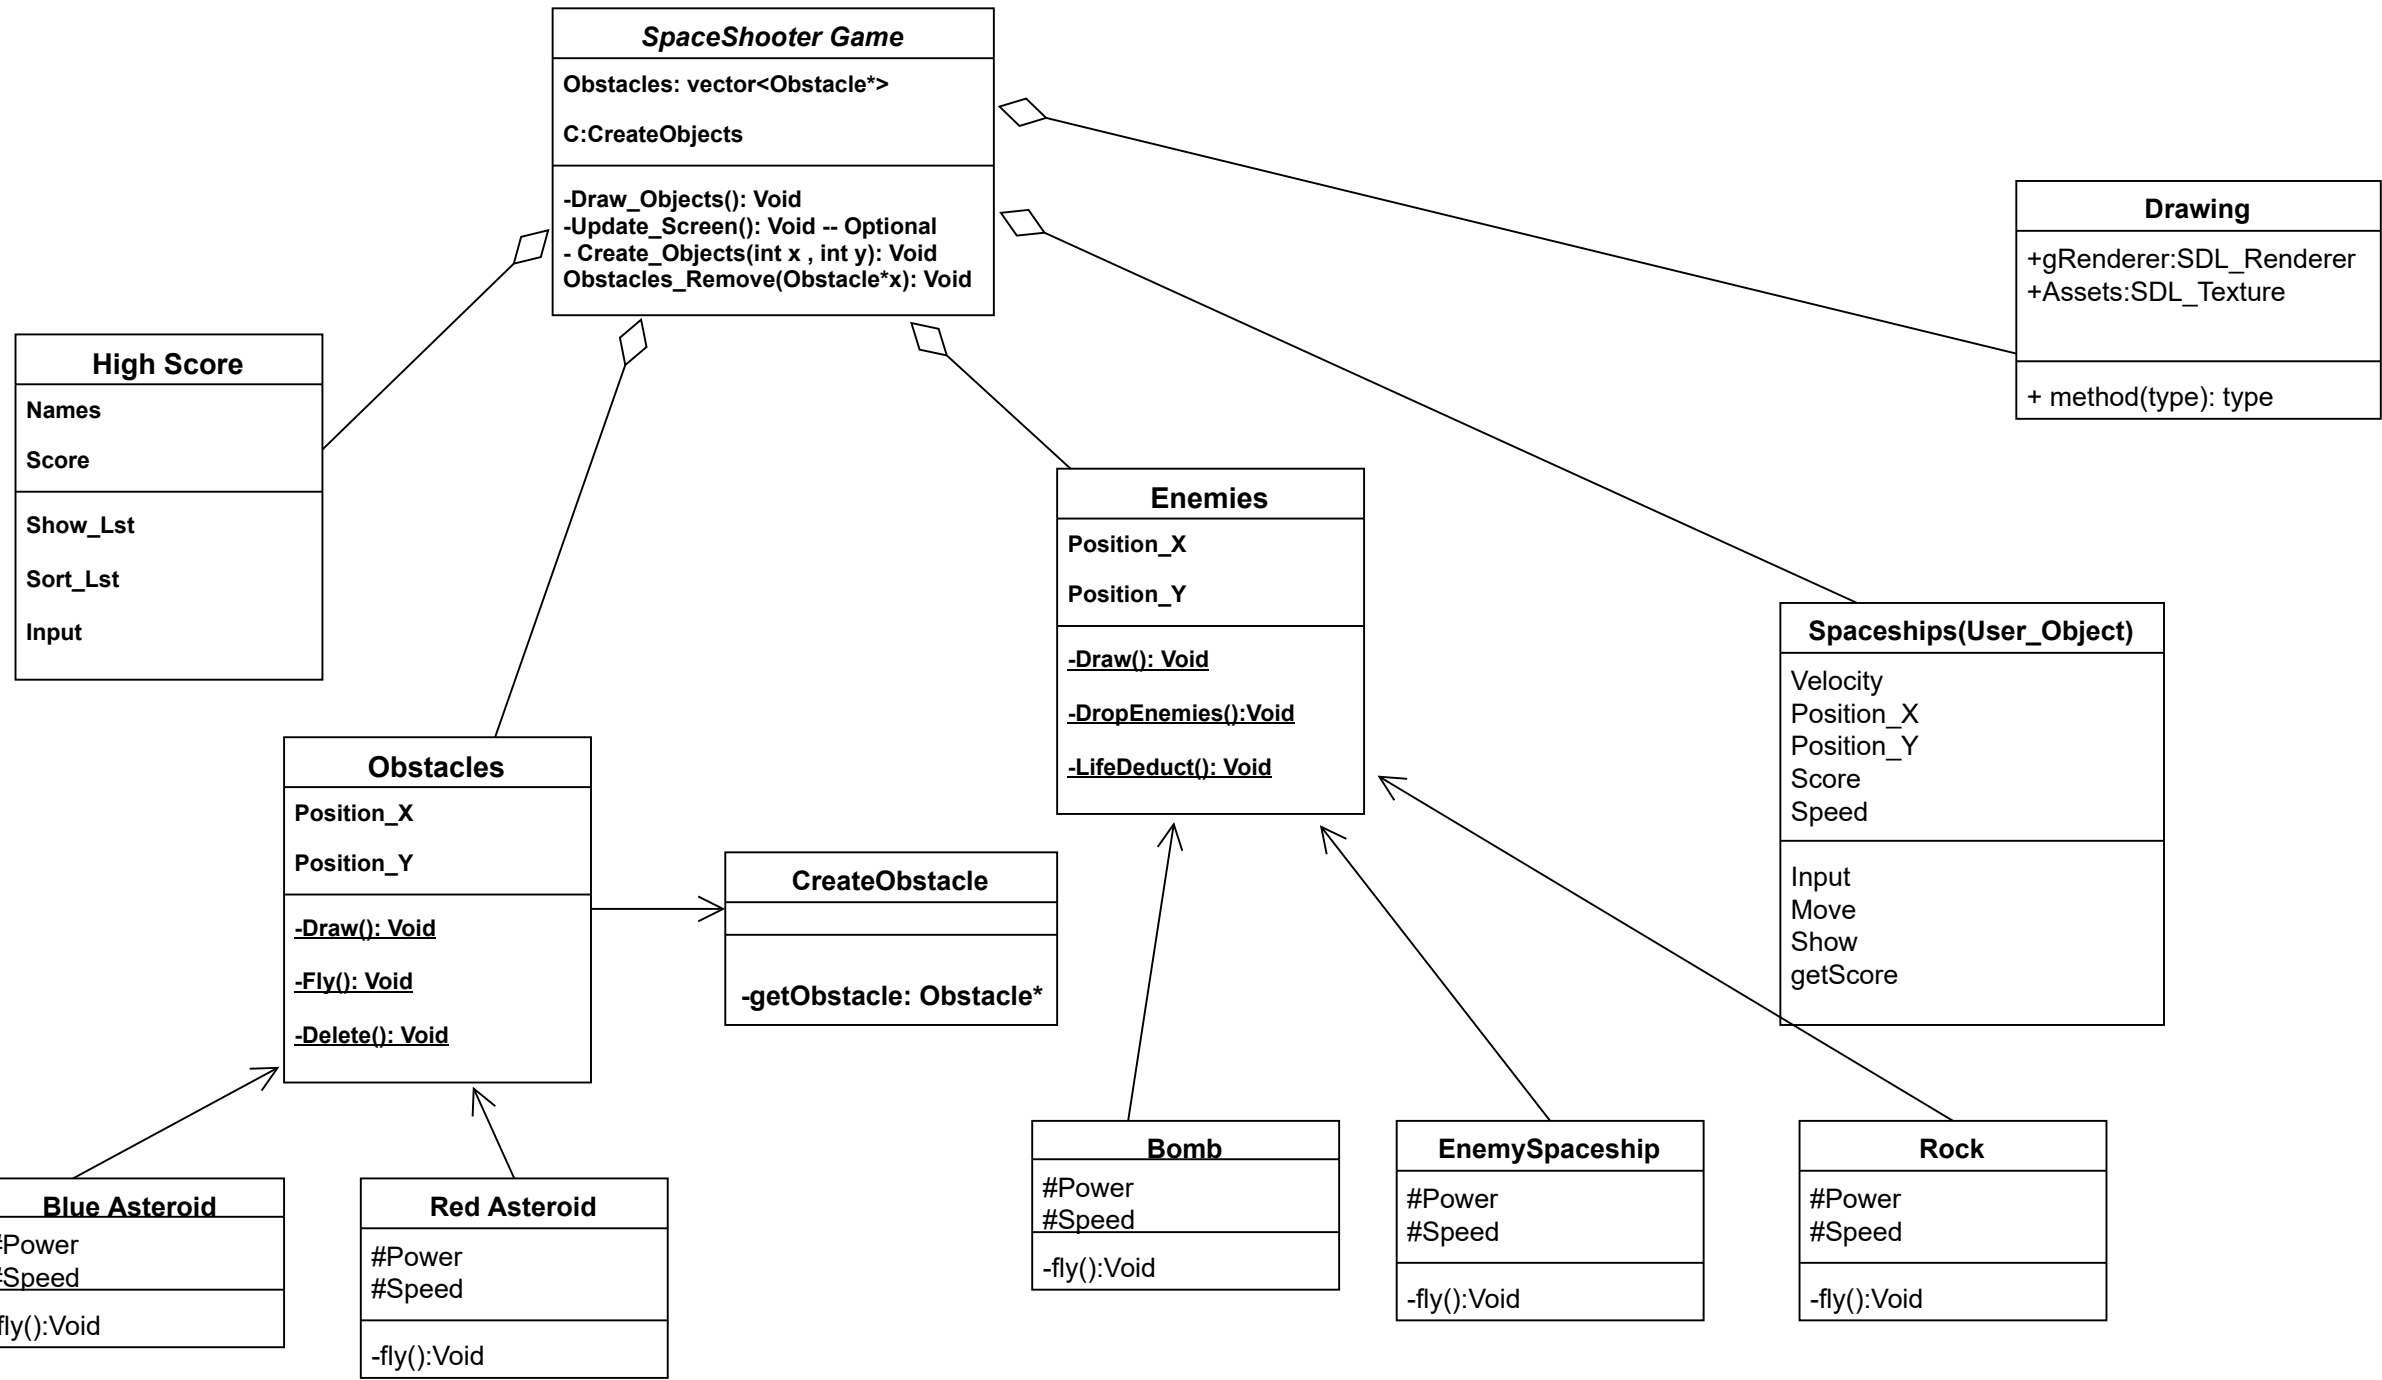 SpaceShooter Game
Obstacles: vector<Obstacle*>
C:CreateObjects
-Draw_Objects(): Void
-Update_Screen(): Void -- Optional
- Create_Objects(int x , int y): Void
Obstacles_Remove(Obstacle*x): Void
Drawing
+gRenderer:SDL_Renderer
+Assets:SDL_Texture
+ method(type): type
High Score
Names
Score
Show_Lst
Sort_Lst
Input
Enemies
Position_X
Position_Y
-Draw(): Void
-DropEnemies():Void
-LifeDeduct(): Void
Spaceships(User_Object)
Velocity
Position_X
Position_Y
Score
Speed
Input
Move
Show
getScore
Obstacles
Position_X
Position_Y
-Draw(): Void
-Fly(): Void
-Delete(): Void
CreateObstacle
-getObstacle: Obstacle*
Blue Asteroid
#Power
#Speed
fly():Void
Red Asteroid
#Power
#Speed
-fly():Void
Bomb
#Power
#Speed
-fly():Void
EnemySpaceship
#Power
#Speed
-fly():Void
Rock
#Power
#Speed
-fly():Void